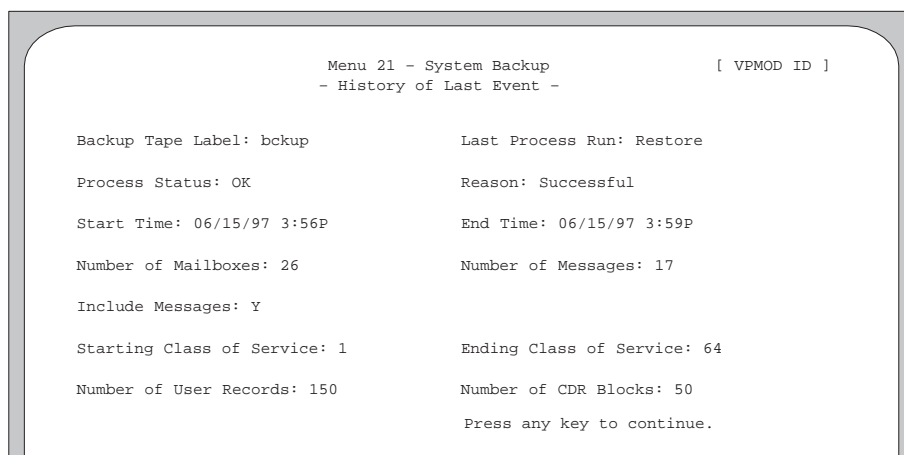 Menu 21 – System Backup [ VPMOD ID ]
– History of Last Event –
Backup Tape Label: bckup Last Process Run: Restore
Process Status: OK Reason: Successful
Start Time: 06/15/97 3:56P End Time: 06/15/97 3:59P
Number of Mailboxes: 26 Number of Messages: 17
Include Messages: Y
Starting Class of Service: 1 Ending Class of Service: 64
Number of User Records: 150 Number of CDR Blocks: 50
Press any key to continue.